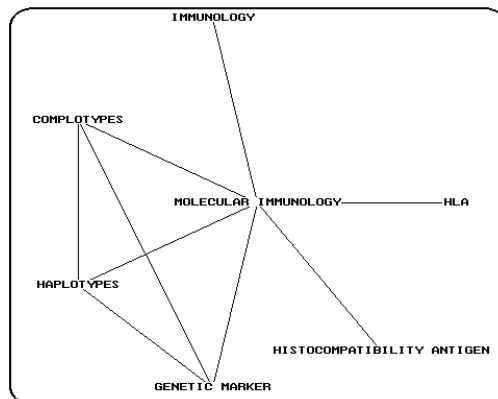 IMMUNOLOGY
COMPLOTYPES
MOLECULAR IMMUNOLOGY
HLA
HAPLOTYPES
HISTOCOMPATIBILITY ANTIGEN
GENETIC MARKER